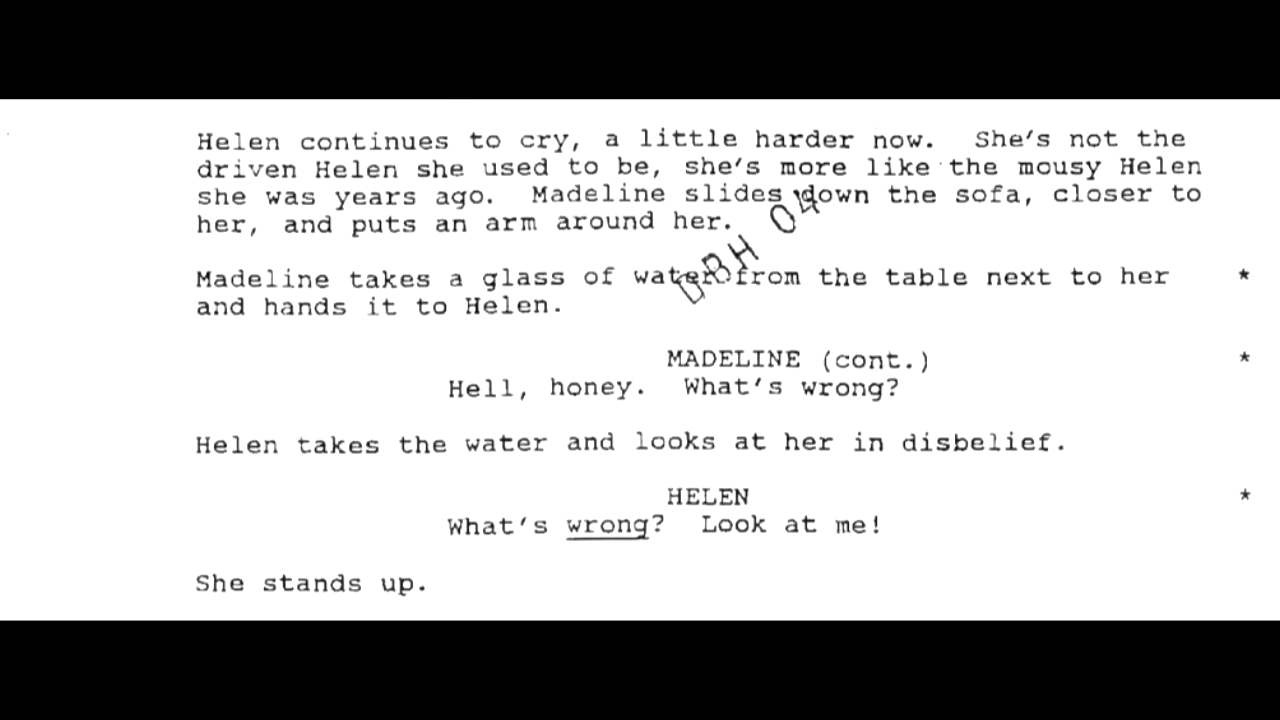 Helen continues to cry, a little harder now. She's not the
driven Helen she used to be, she's more like the mousy Helen
she was years ago. Madeline slides down the sofa, closer to
her, and puts an arm around her.
DBH 04
Madeline takes a glass of water from the table next to her *
and hands it to Helen.
MADELINE (cont.) *
Hell, honey. What's wrong?
Helen takes the water and looks at her in disbelief.
HELEN *
What's wrong? Look at me!
She stands up.